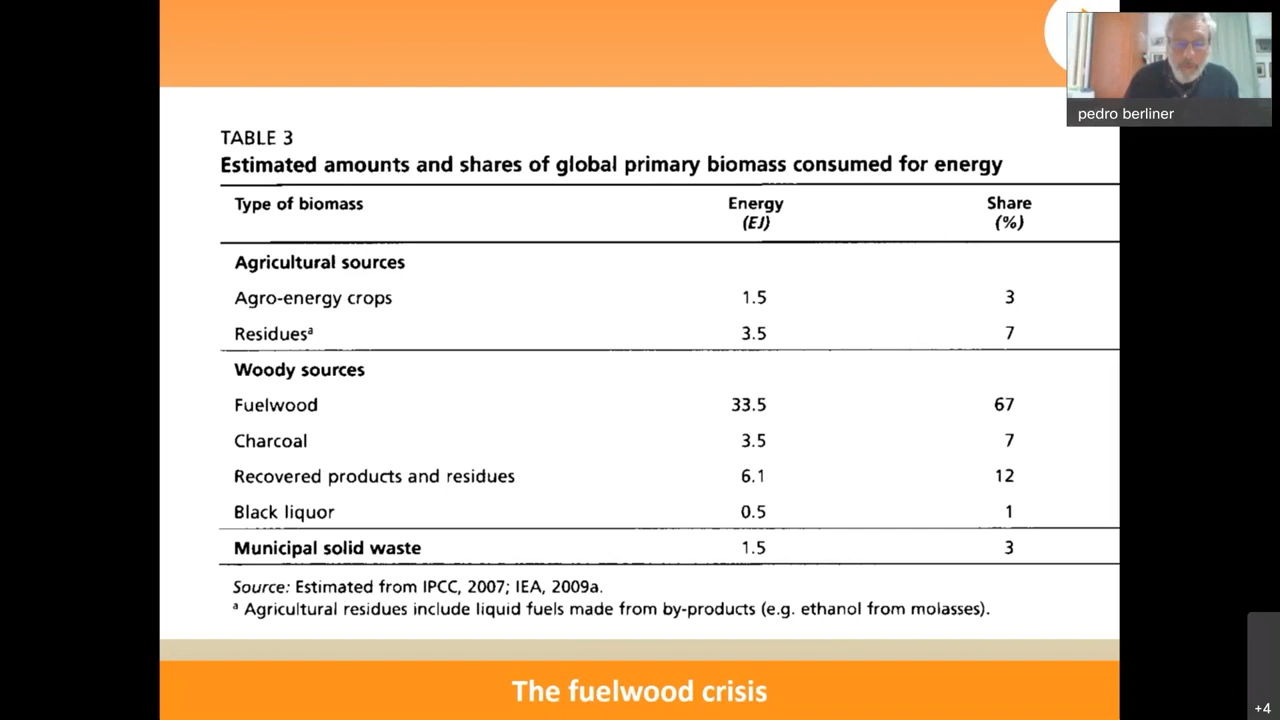 pedro berliner
TABLE 3
Estimated amounts and shares of global primary biomass consumed for energy
Type of biomass Energy Share
(EJ) (%)
Agricultural sources
Agro-energy crops 1.5 3
Residuesᵃ 3.5 7
Woody sources
Fuelwood 33.5 67
Charcoal 3.5 7
Recovered products and residues 6.1 12
Black liquor 0.5 1
Municipal solid waste 1.5 3
Source: Estimated from IPCC, 2007; IEA, 2009a.
ᵃ Agricultural residues include liquid fuels made from by-products (e.g. ethanol from molasses).
The fuelwood crisis
+4